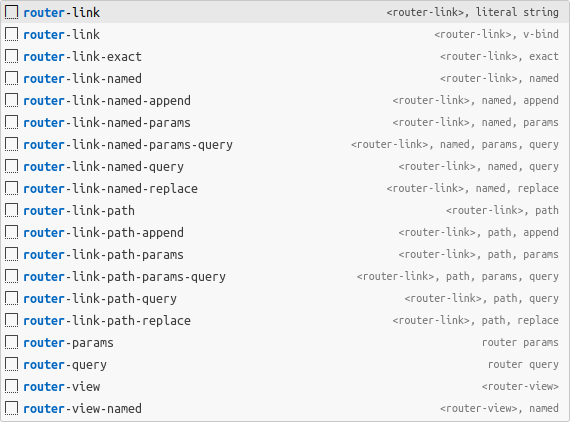 router-link <router-link>, literal string
router-link <router-link>, v-bind
router-link-exact <router-link>, exact
router-link-named <router-link>, named
router-link-named-append <router-link>, named, append
router-link-named-params <router-link>, named, params
router-link-named-params-query <router-link>, named, params, query
router-link-named-query <router-link>, named, query
router-link-named-replace <router-link>, named, replace
router-link-path <router-link>, path
router-link-path-append <router-link>, path, append
router-link-path-params <router-link>, path, params
router-link-path-params-query <router-link>, path, params, query
router-link-path-query <router-link>, path, query
router-link-path-replace <router-link>, path, replace
router-params router params
router-query router query
router-view <router-view>
router-view-named <router-view>, named